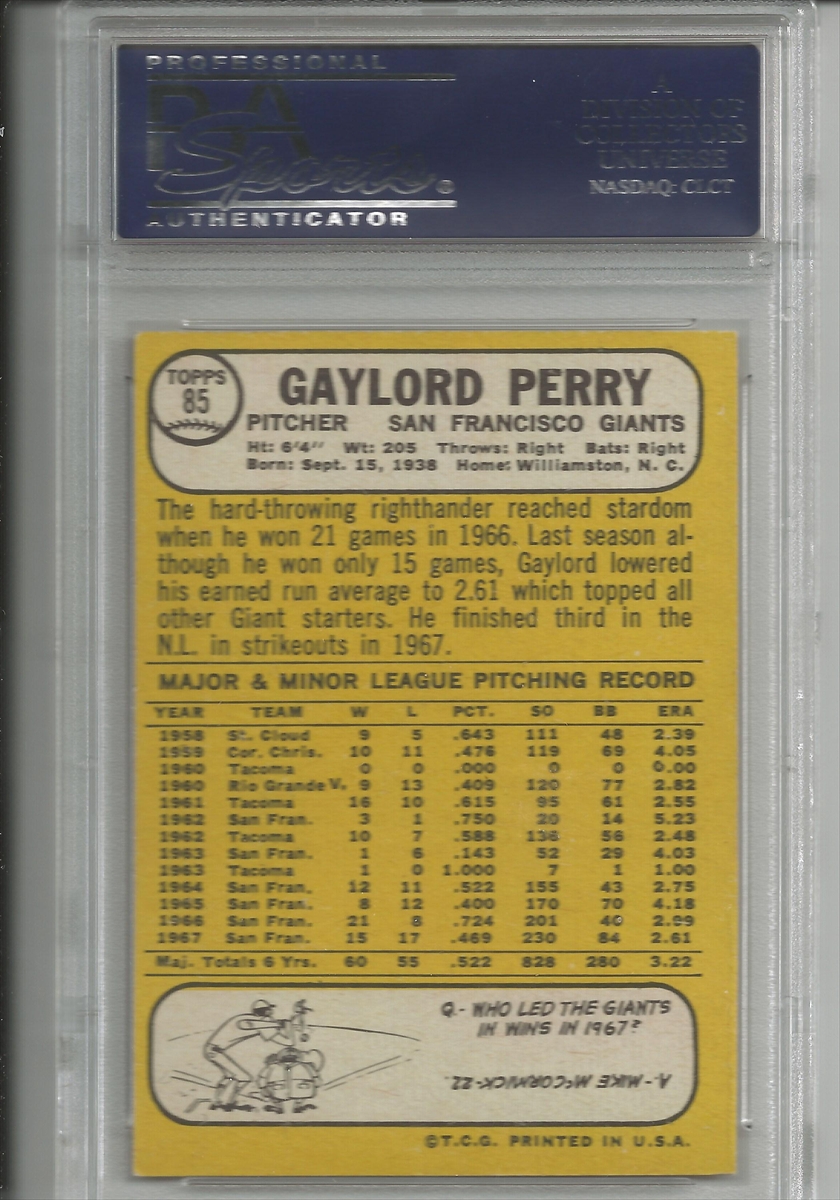 PROFESSIONAL
PSA
Sports®
AUTHENTICATOR
A
DIVISION OF
COLLECTORS
UNIVERSE
NASDAQ: CLCT
TOPPS
85
GAYLORD PERRY
PITCHER SAN FRANCISCO GIANTS
Ht: 6'4" Wt: 205 Throws: Right Bats: Right
Born: Sept. 15, 1938 Home: Williamston, N. C.
The hard-throwing righthander reached stardom
when he won 21 games in 1966. Last season al-
though he won only 15 games, Gaylord lowered
his earned run average to 2.61 which topped all
other Giant starters. He finished third in the
N.L. in strikeouts in 1967.
MAJOR & MINOR LEAGUE PITCHING RECORD
YEAR TEAM W L PCT. SO BB ERA
1958 St. Cloud 9 5 .643 111 48 2.39
1959 Cor. Chris. 10 11 .476 119 69 4.05
1960 Tacoma 0 0 .000 0 0 0.00
1960 Rio Grande V. 9 13 .409 120 77 2.82
1961 Tacoma 16 10 .615 95 61 2.55
1962 San Fran. 3 1 .750 20 14 5.23
1962 Tacoma 10 7 .588 136 56 2.48
1963 San Fran. 1 6 .143 52 29 4.03
1963 Tacoma 1 0 1.000 7 1 1.00
1964 San Fran. 12 11 .522 155 43 2.75
1965 San Fran. 8 12 .400 170 70 4.18
1966 San Fran. 21 8 .724 201 40 2.99
1967 San Fran. 15 17 .469 230 84 2.61
Maj. Totals 6 Yrs. 60 55 .522 828 280 3.22
Q.- WHO LED THE GIANTS
IN WINS IN 1967?
A.- MIKE McCORMICK-22.
©T.C.G. PRINTED IN U.S.A.